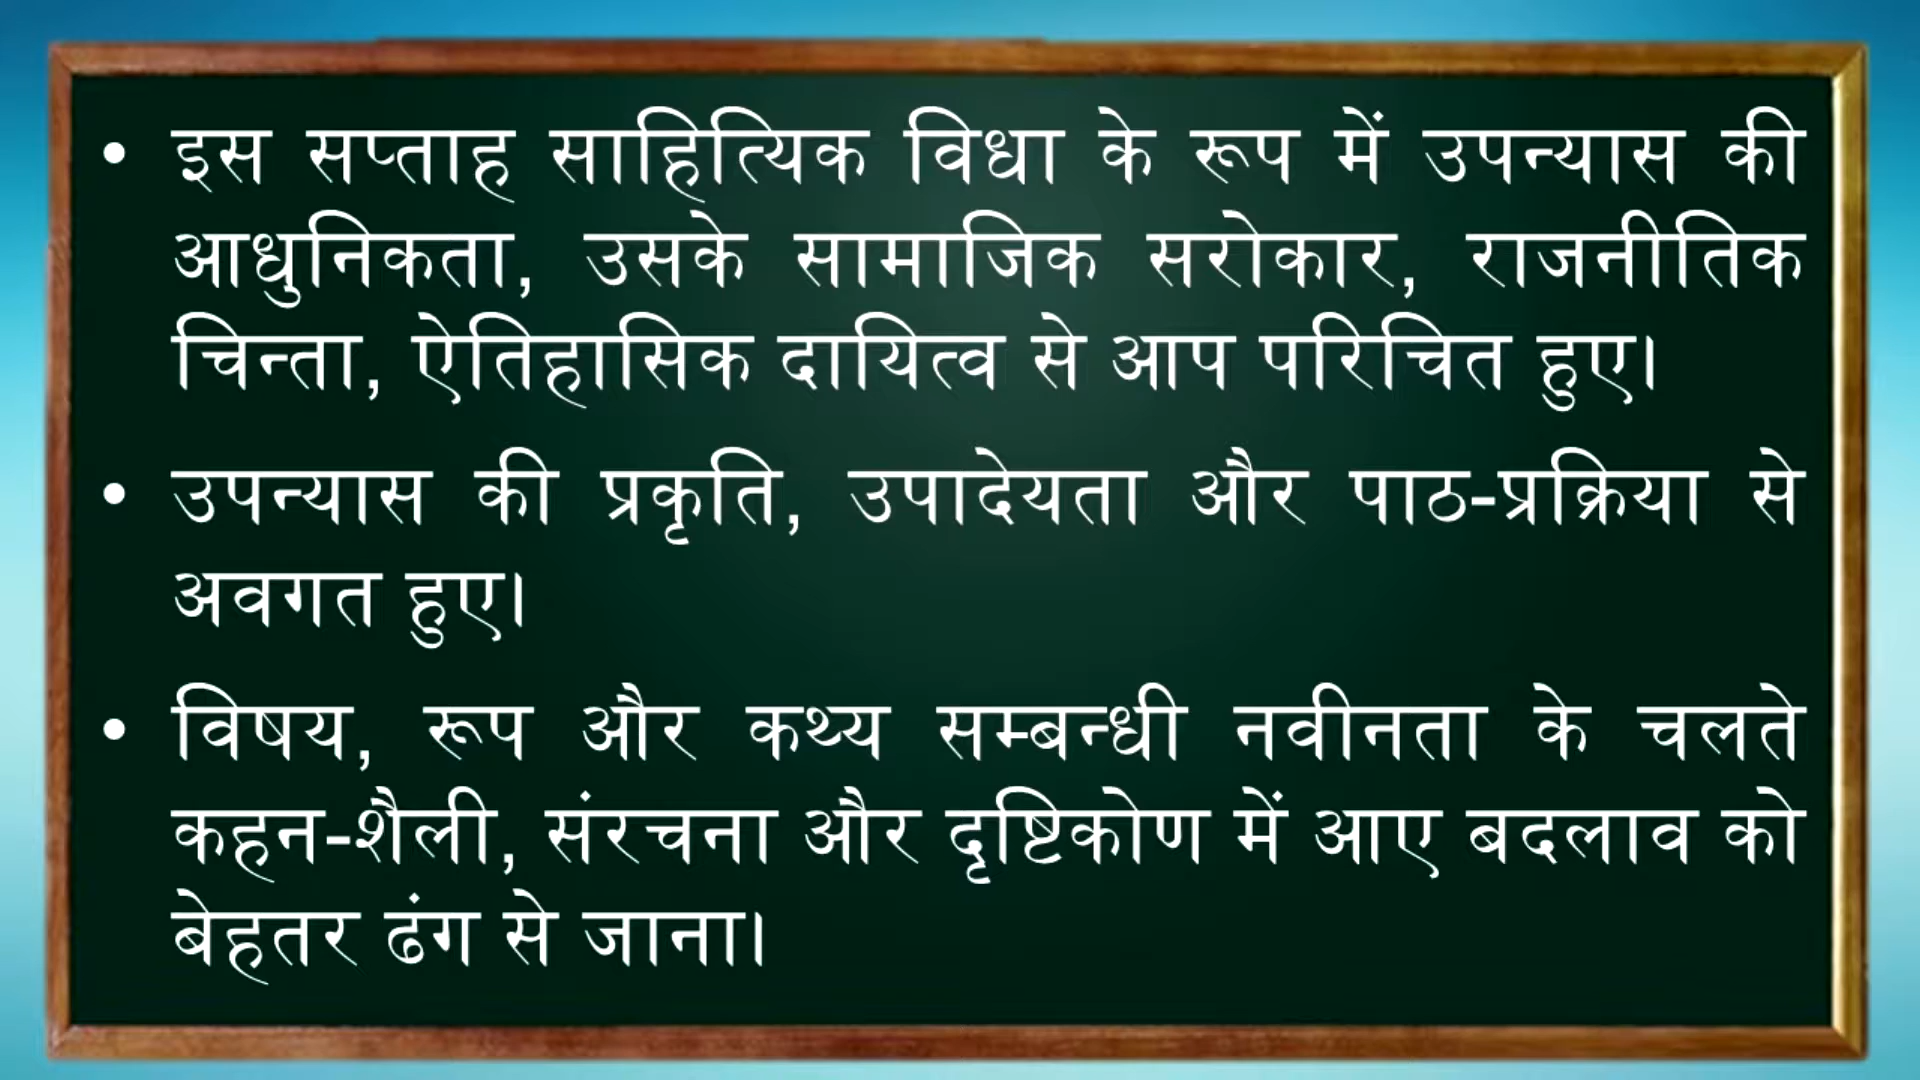 • इस सप्ताह साहित्यिक विधा के रूप में उपन्यास की
आधुनिकता, उसके सामाजिक सरोकार, राजनीतिक
चिन्ता, ऐतिहासिक दायित्व से आप परिचित हुए।
• उपन्यास की प्रकृति, उपादेयता और पाठ-प्रक्रिया से
अवगत हुए।
• विषय, रूप और कथ्य सम्बन्धी नवीनता के चलते
कहन-शैली, संरचना और दृष्टिकोण में आए बदलाव को
बेहतर ढंग से जाना।